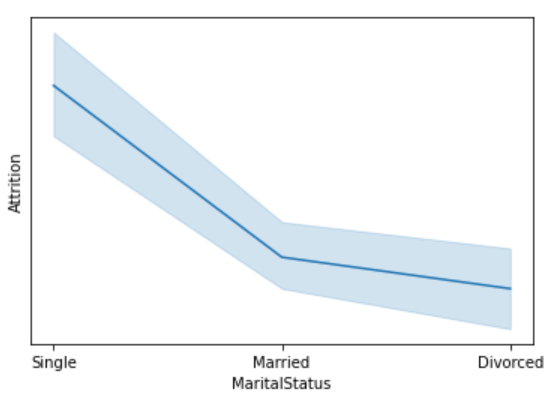 Attrition
Single Married Divorced
MaritalStatus